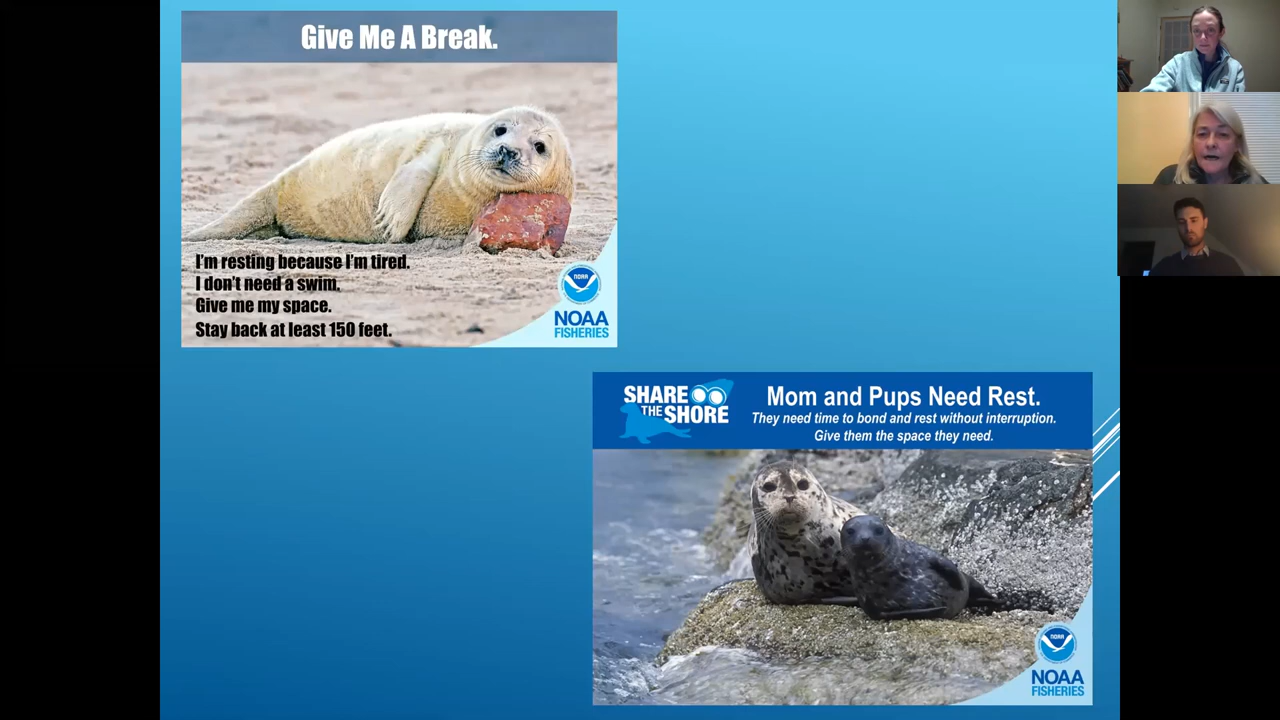 Give Me A Break.
I'm resting because I'm tired.
I don't need a swim.
Give me my space.
Stay back at least 150 feet.
NOAA
NOAA
FISHERIES
SHARE
THE SHORE
Mom and Pups Need Rest.
They need time to bond and rest without interruption.
Give them the space they need.
NOAA
NOAA
FISHERIES